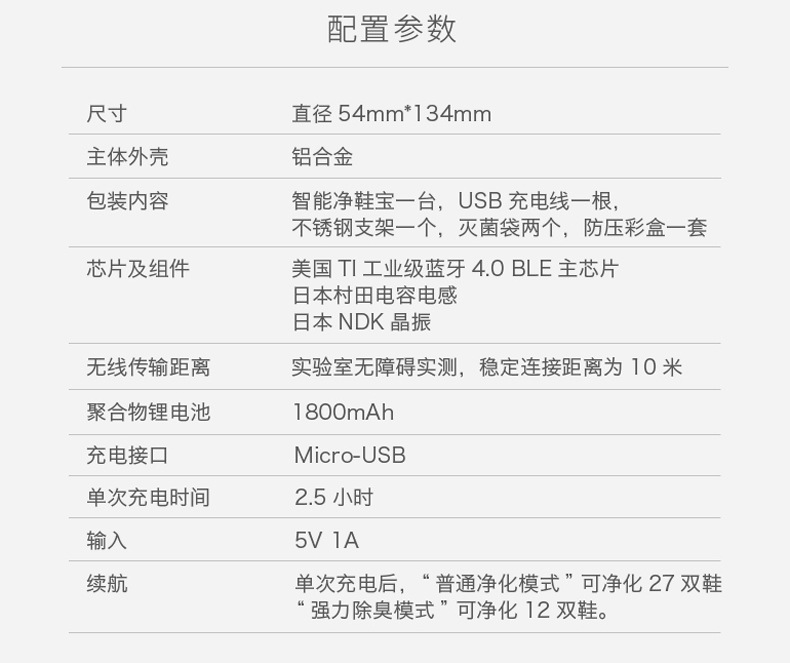 配置参数
尺寸 直径 54mm*134mm
主体外壳 铝合金
包装内容 智能净鞋宝一台，USB 充电线一根，
不锈钢支架一个，灭菌袋两个，防压彩盒一套
芯片及组件 美国 TI 工业级蓝牙 4.0 BLE 主芯片
日本村田电容电感
日本 NDK 晶振
无线传输距离 实验室无障碍实测，稳定连接距离为 10 米
聚合物锂电池 1800mAh
充电接口 Micro-USB
单次充电时间 2.5 小时
输入 5V 1A
续航 单次充电后，“ 普通净化模式 ” 可净化 27 双鞋
“ 强力除臭模式 ” 可净化 12 双鞋。